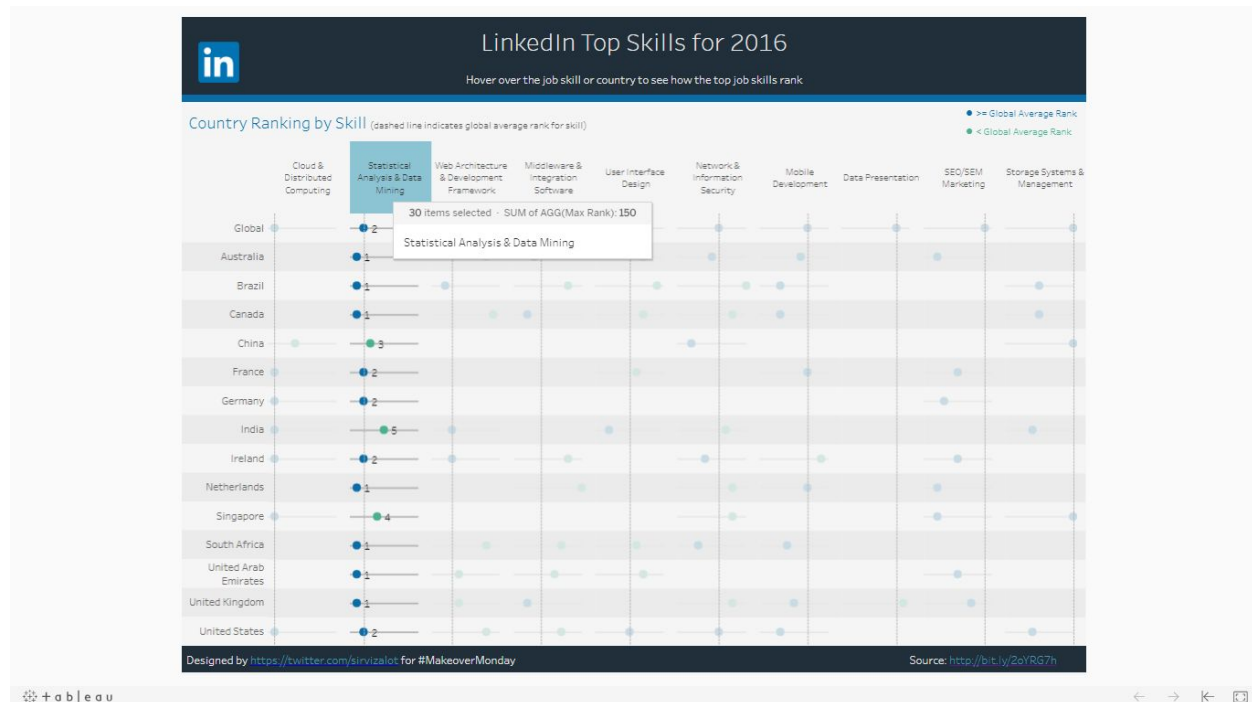 in
LinkedIn Top Skills for 2016
Hover over the job skill or country to see how the top job skills rank
Country Ranking by Skill (dashed line indicates global average rank for skill)
>= Global Average Rank
< Global Average Rank
Cloud & Distributed Computing
Statistical Analysis & Data Mining
Web Architecture & Development Framework
Middleware & Integration Software
User Interface Design
Network & Information Security
Mobile Development
Data Presentation
SEO/SEM Marketing
Storage Systems & Management
30 items selected · SUM of AGG(Max Rank): 150
Statistical Analysis & Data Mining
Global 2
Australia 1
Brazil 1
Canada 1
China 3
France 2
Germany 2
India 5
Ireland 2
Netherlands 1
Singapore 4
South Africa 1
United Arab Emirates 1
United Kingdom 1
United States 2
Designed by https://twitter.com/sirvizalot for #MakeoverMonday
Source: http://bit.ly/2oYRG7h
+ a b | e a u